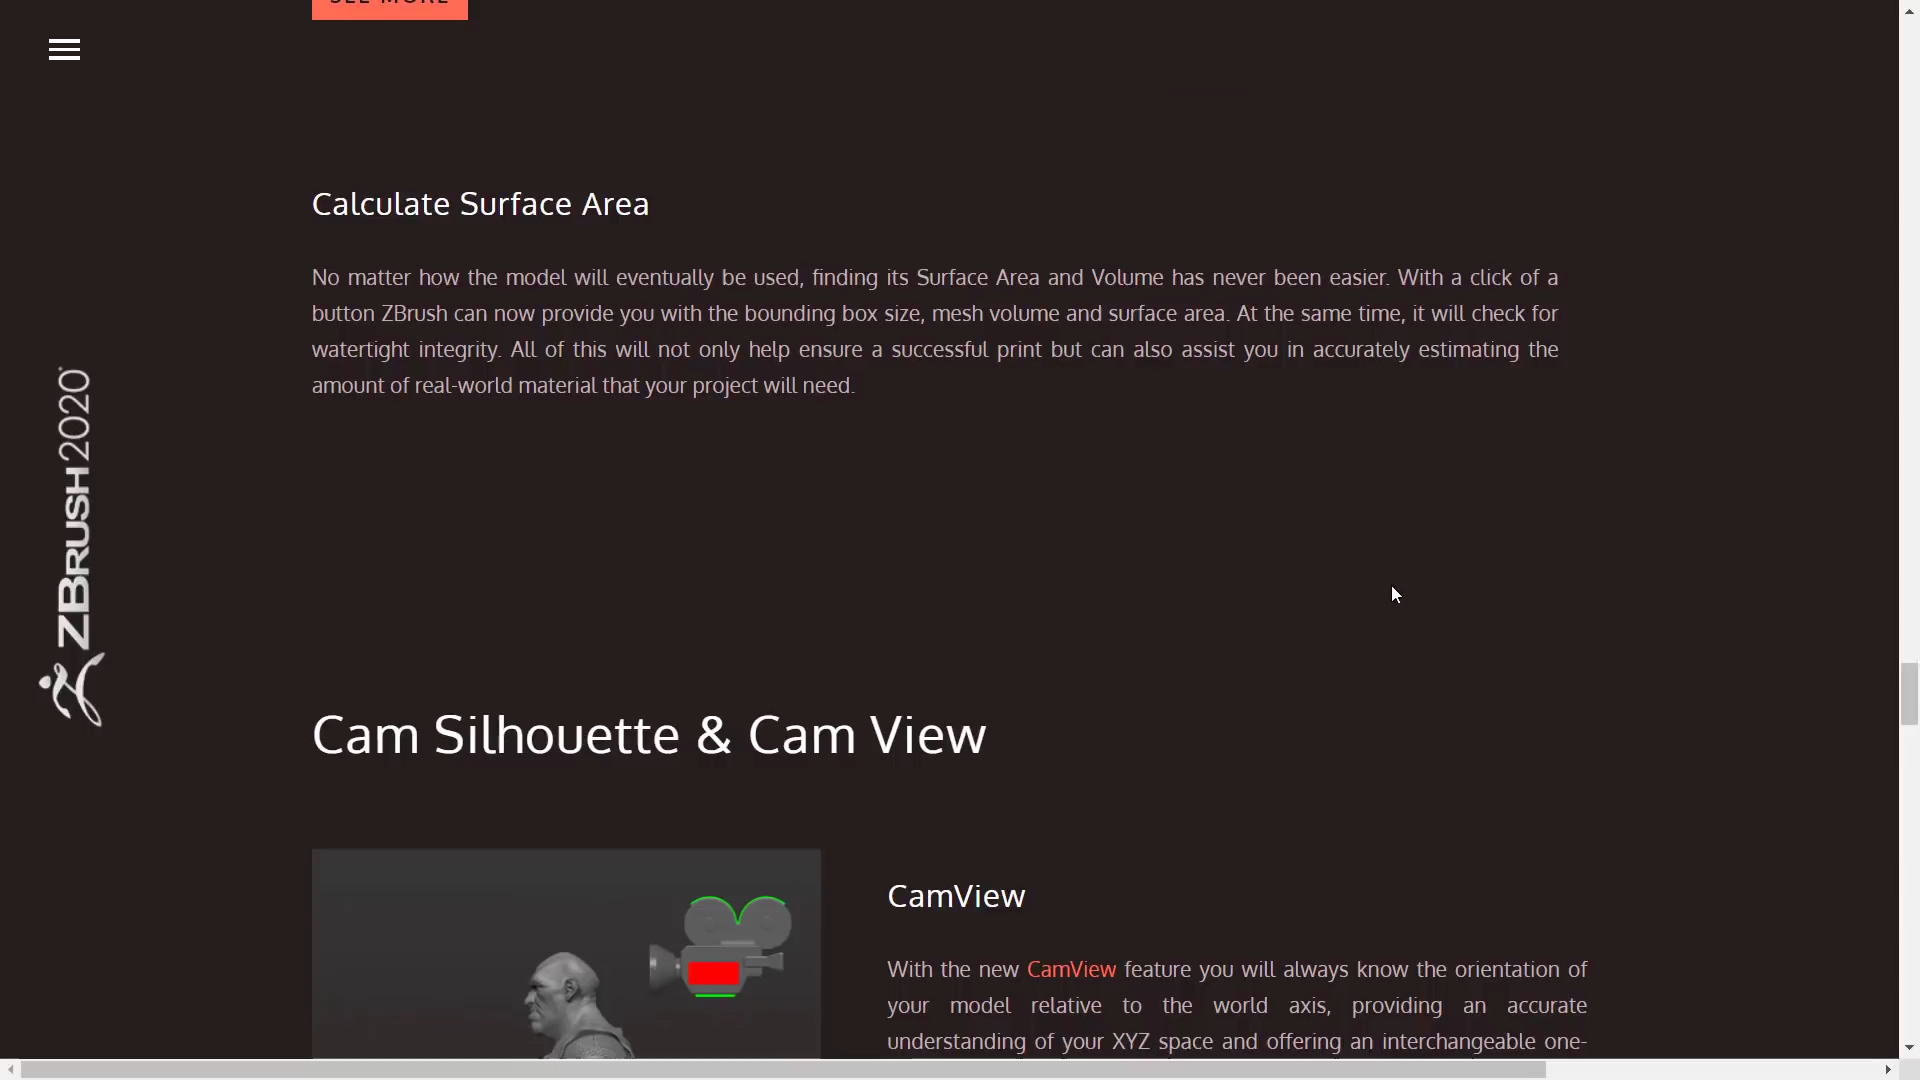 SEE MORE
Calculate Surface Area
No matter how the model will eventually be used, finding its Surface Area and Volume has never been easier. With a click of a
button ZBrush can now provide you with the bounding box size, mesh volume and surface area. At the same time, it will check for
watertight integrity. All of this will not only help ensure a successful print but can also assist you in accurately estimating the
amount of real-world material that your project will need.
ZBRUSH2020
Cam Silhouette & Cam View
CamView
With the new CamView feature you will always know the orientation of
your model relative to the world axis, providing an accurate
understanding of your XYZ space and offering an interchangeable one-